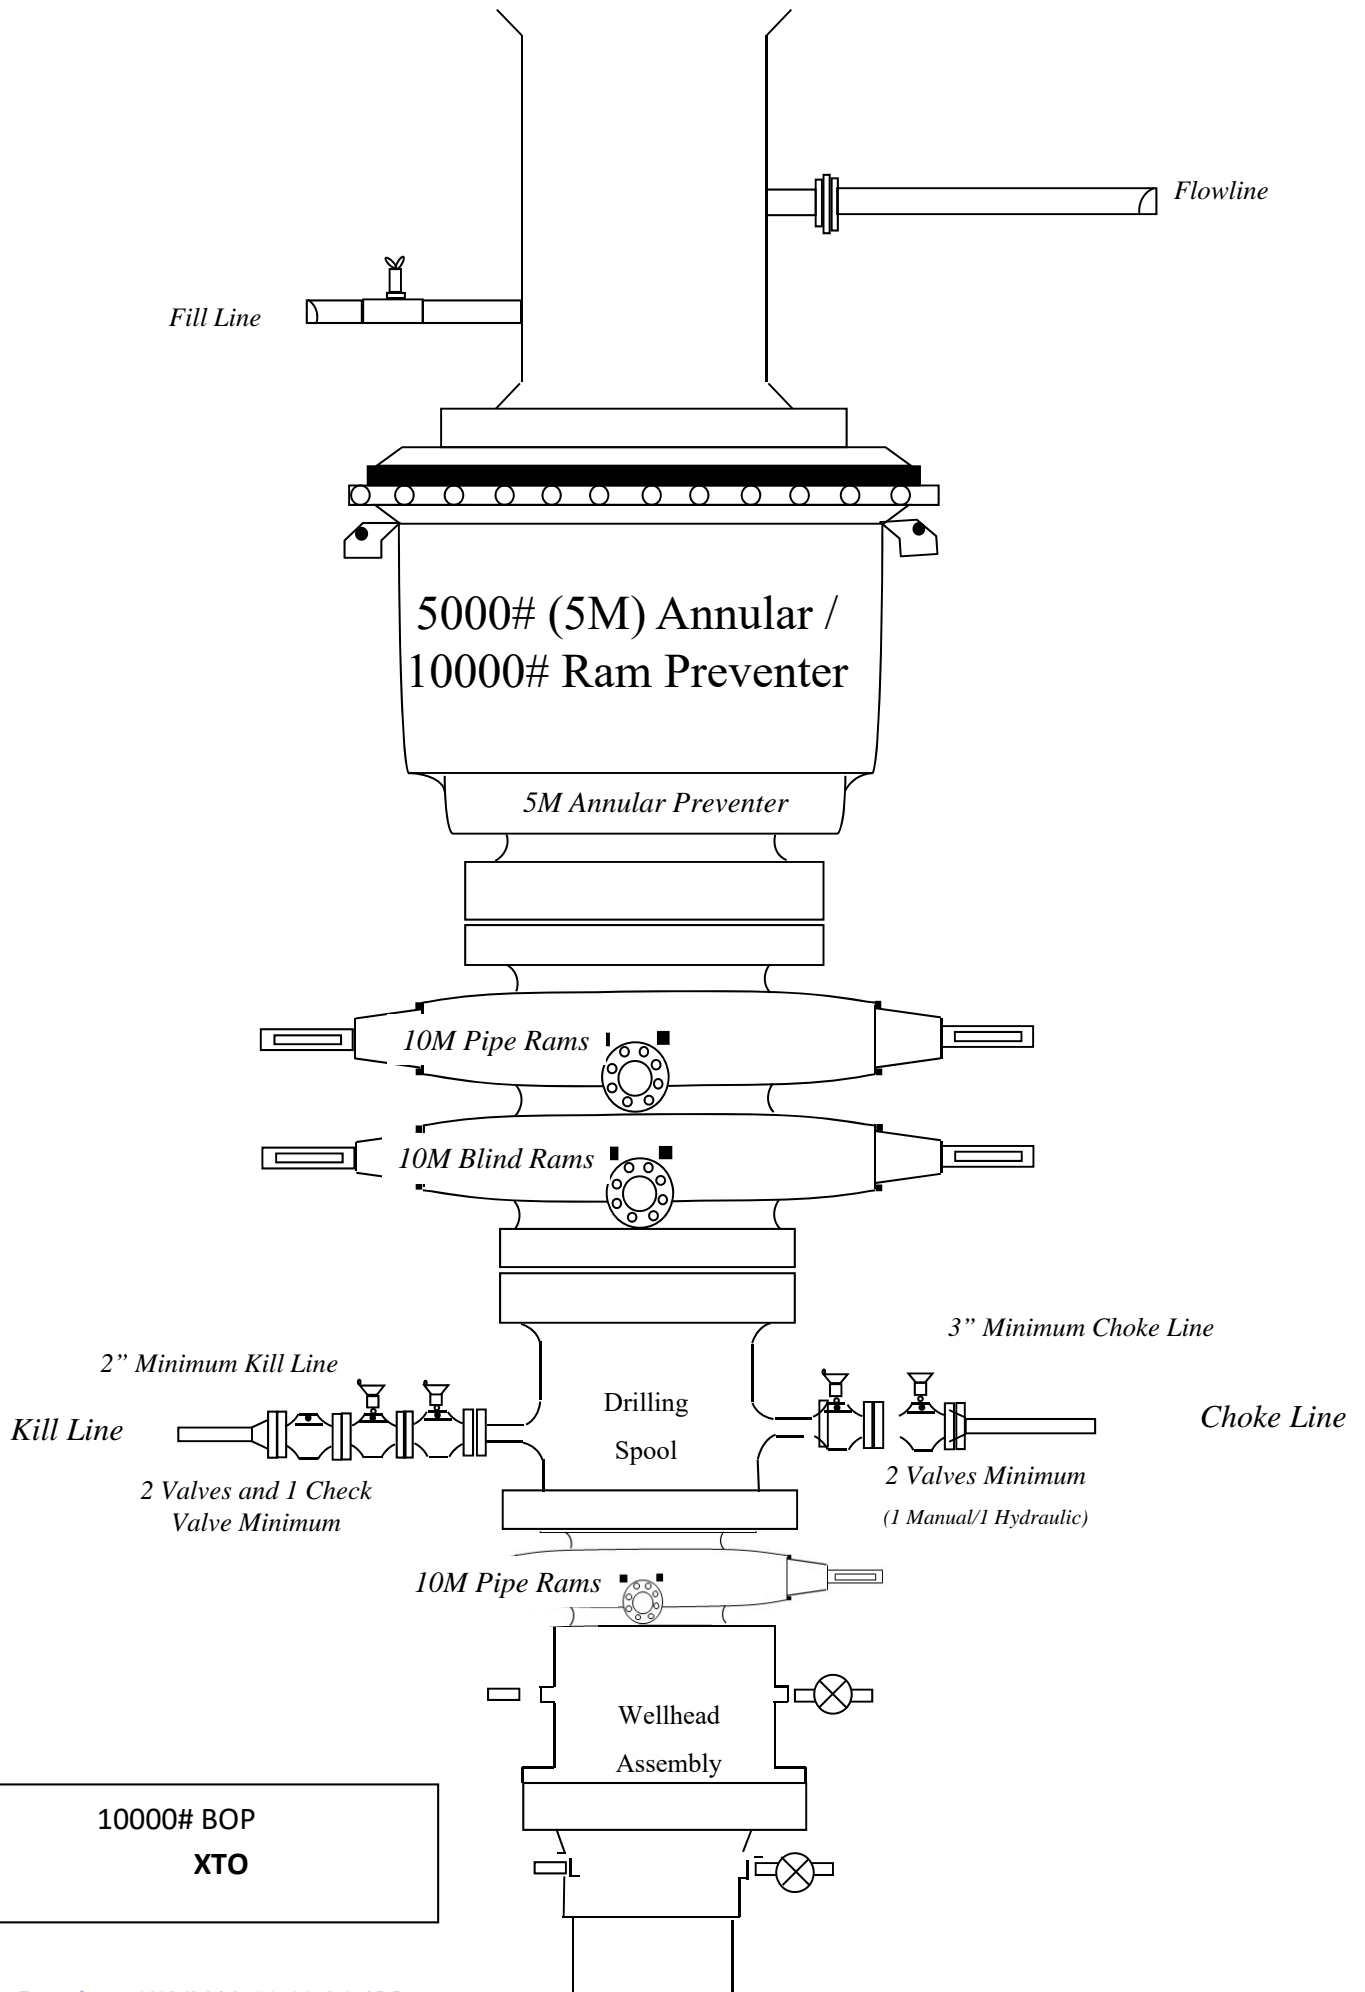 Flowline
Fill Line
5000# (5M) Annular /
10000# Ram Preventer
5M Annular Preventer
10M Pipe Rams
10M Blind Rams
3” Minimum Choke Line
2” Minimum Kill Line
Drilling
Spool
Kill Line
Choke Line
2 Valves and 1 Check
Valve Minimum
2 Valves Minimum
(1 Manual/1 Hydraulic)
10M Pipe Rams
Wellhead
Assembly
10000# BOP
XTO